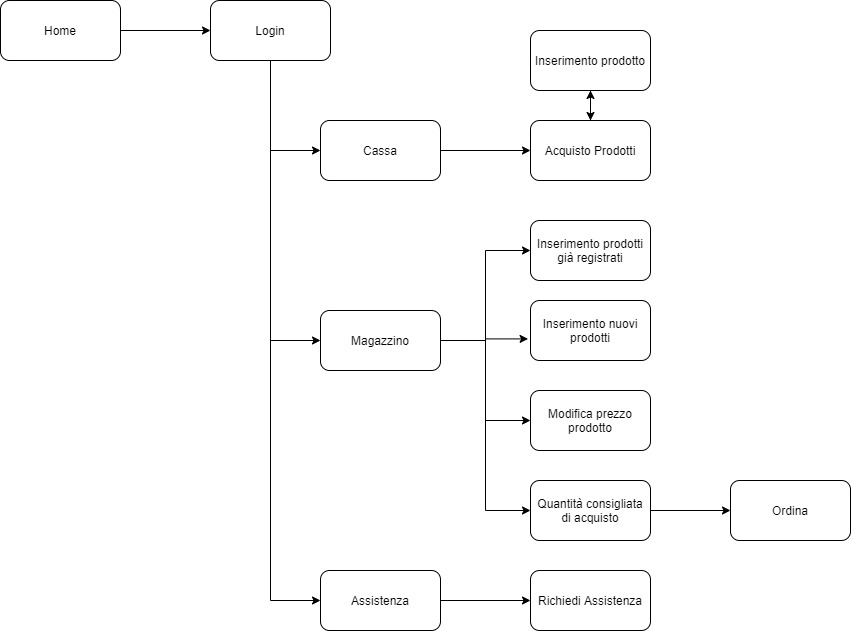 Home
Login
Inserimento prodotto
Cassa
Acquisto Prodotti
Inserimento prodotti
già registrati
Inserimento nuovi
prodotti
Magazzino
Modifica prezzo
prodotto
Quantità consigliata
di acquisto
Ordina
Assistenza
Richiedi Assistenza